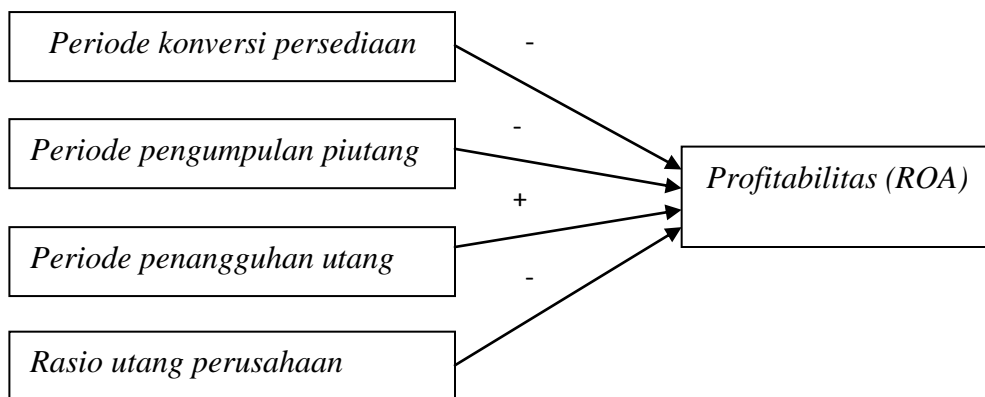 Periode konversi persediaan
-
Periode pengumpulan piutang
-
Profitabilitas (ROA)
+
Periode penangguhan utang
-
Rasio utang perusahaan